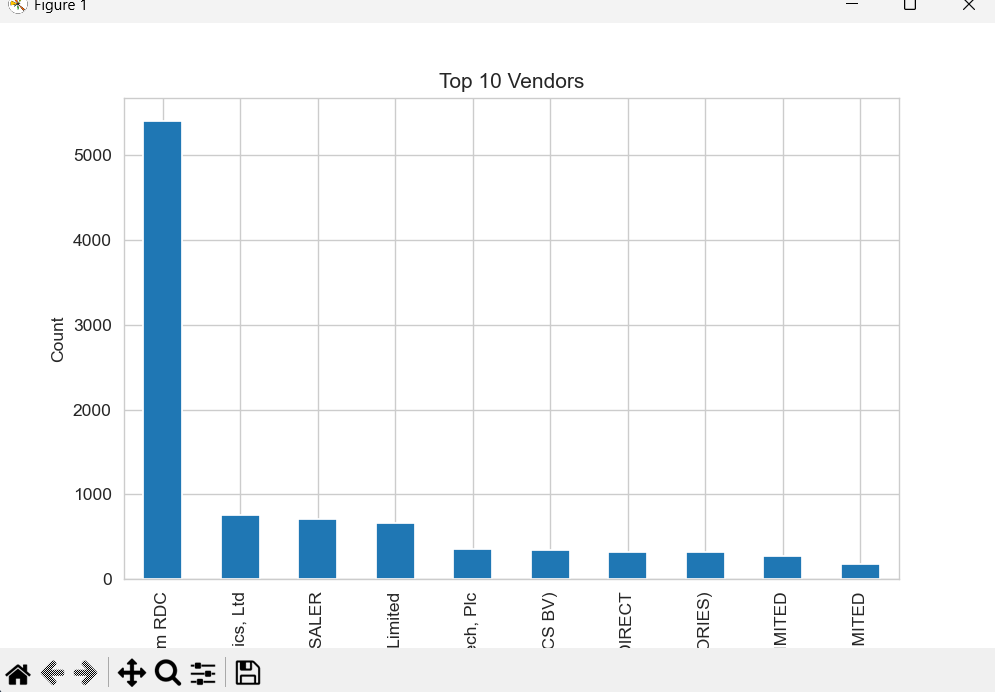 Figure 1
Top 10 Vendors
5000
4000
3000
2000
1000
0
Count
m RDC
ics, Ltd
SALER
Limited
ech, Plc
CS BV)
DIRECT
ORIES)
MITED
MITED